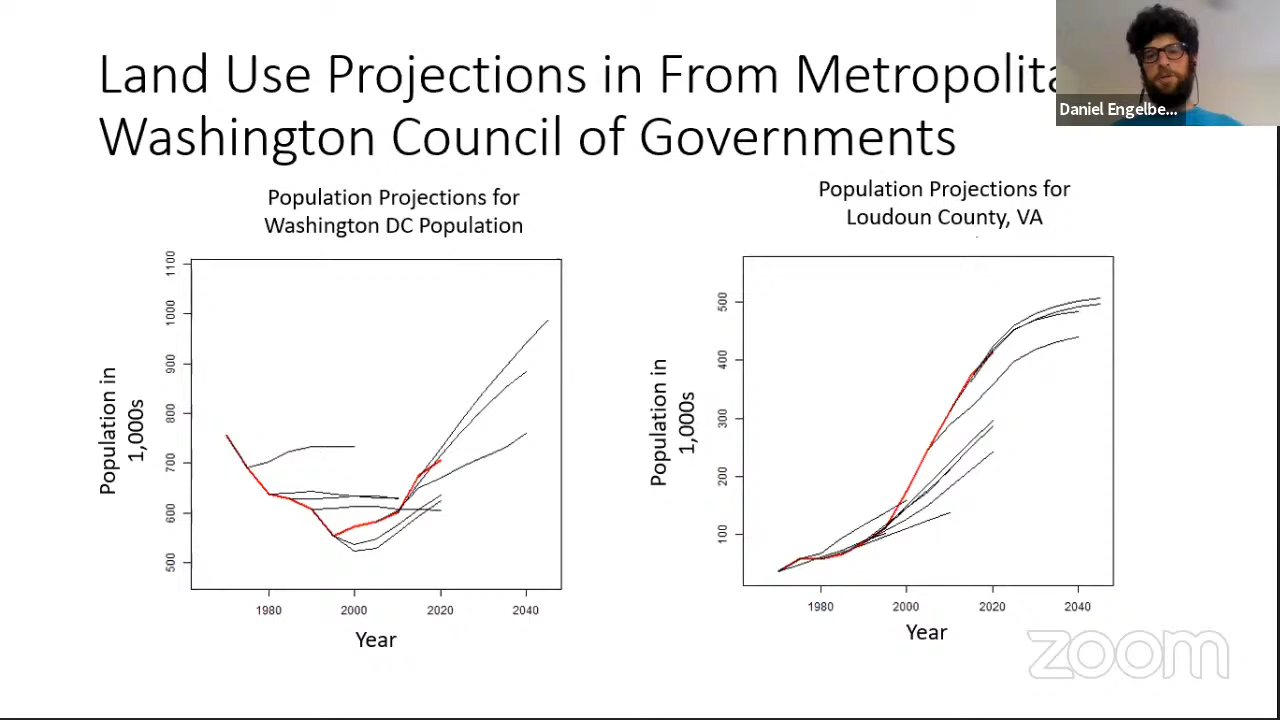 Land Use Projections in From Metropolita
Washington Council of Governments
Daniel Engelbe...
Population Projections for
Washington DC Population
Population in
1,000s
1100
1000
900
800
700
600
500
1980
2000
2020
2040
Year
Population Projections for
Loudoun County, VA
Population in
1,000s
500
400
300
200
100
1980
2000
2020
2040
Year
zoom